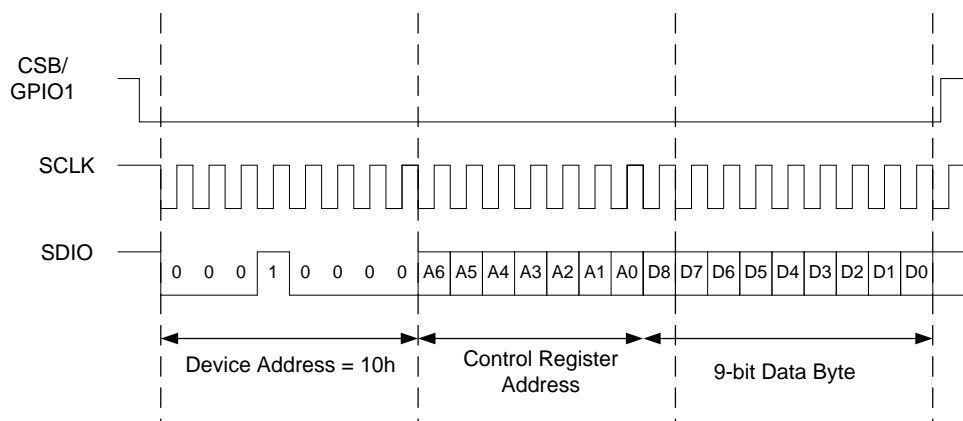 CSB/
GPIO1
SCLK
SDIO
0 0 0 1 0 0 0 0 A6 A5 A4 A3 A2 A1 A0 D8 D7 D6 D5 D4 D3 D2 D1 D0
Device Address = 10h
Control Register
Address
9-bit Data Byte